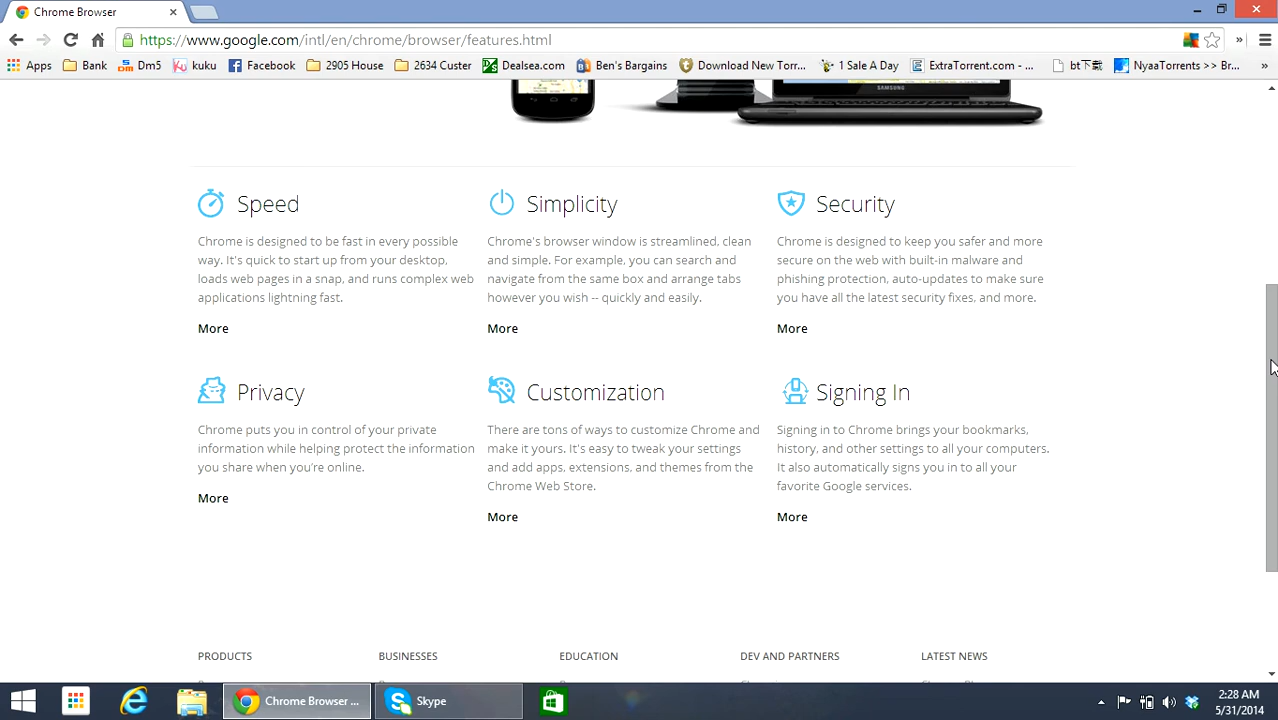 Chrome Browser
https://www.google.com/intl/en/chrome/browser/features.html
Apps Bank Dm5 kuku Facebook 2905 House 2634 Custer Dealsea.com Ben's Bargains Download New Torr... 1 Sale A Day ExtraTorrent.com - ... bt下载 NyaaTorrents >> Br... »
SAMSUNG
Speed
Chrome is designed to be fast in every possible
way. It's quick to start up from your desktop,
loads web pages in a snap, and runs complex web
applications lightning fast.
More
Simplicity
Chrome's browser window is streamlined, clean
and simple. For example, you can search and
navigate from the same box and arrange tabs
however you wish -- quickly and easily.
More
Security
Chrome is designed to keep you safer and more
secure on the web with built-in malware and
phishing protection, auto-updates to make sure
you have all the latest security fixes, and more.
More
Privacy
Chrome puts you in control of your private
information while helping protect the information
you share when you're online.
More
Customization
There are tons of ways to customize Chrome and
make it yours. It's easy to tweak your settings
and add apps, extensions, and themes from the
Chrome Web Store.
More
Signing In
Signing in to Chrome brings your bookmarks,
history, and other settings to all your computers.
It also automatically signs you in to all your
favorite Google services.
More
PRODUCTS BUSINESSES EDUCATION DEV AND PARTNERS LATEST NEWS
Chrome Browser ... Skype
2:28 AM
5/31/2014